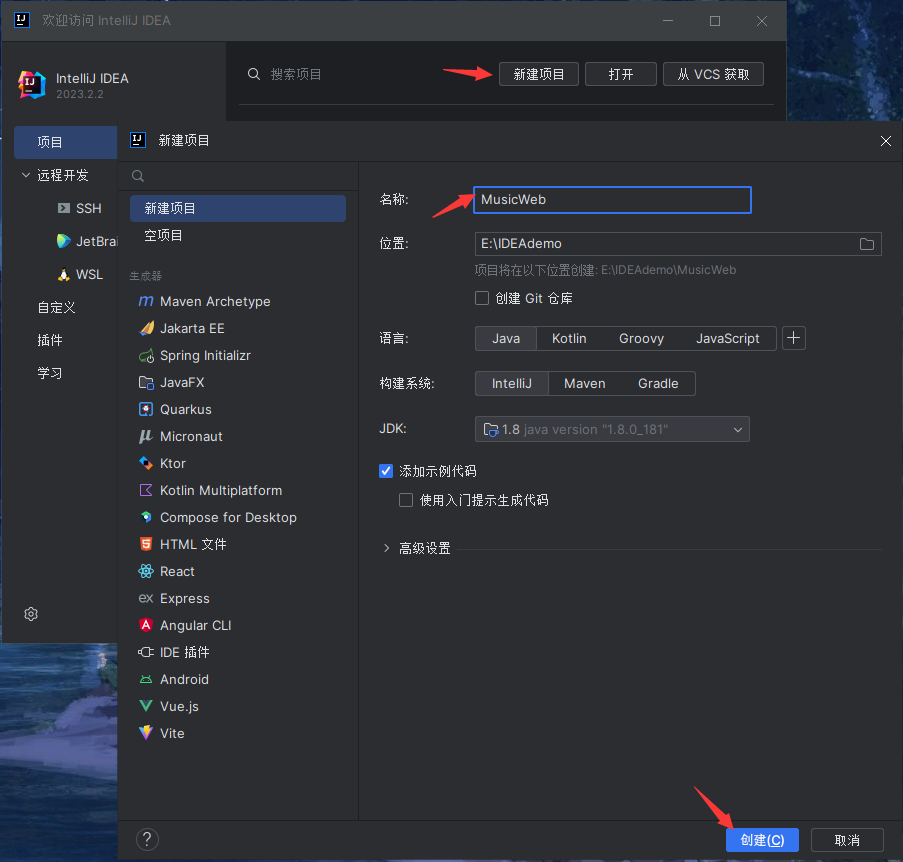 欢迎访问 IntelliJ IDEA
IntelliJ IDEA
2023.2.2
搜索项目
新建项目
打开
从 VCS 获取
项目
远程开发
SSH
JetBrai
WSL
自定义
插件
学习
新建项目
新建项目
空项目
生成器
Maven Archetype
Jakarta EE
Spring Initializr
JavaFX
Quarkus
Micronaut
Ktor
Kotlin Multiplatform
Compose for Desktop
HTML 文件
React
Express
Angular CLI
IDE 插件
Android
Vue.js
Vite
名称: MusicWeb
位置: E:\IDEAdemo
项目将在以下位置创建: E:\IDEAdemo\MusicWeb
创建 Git 仓库
语言: Java Kotlin Groovy JavaScript
构建系统: IntelliJ Maven Gradle
JDK: 1.8 java version "1.8.0_181"
添加示例代码
使用入门提示生成代码
高级设置
?
创建(C)
取消